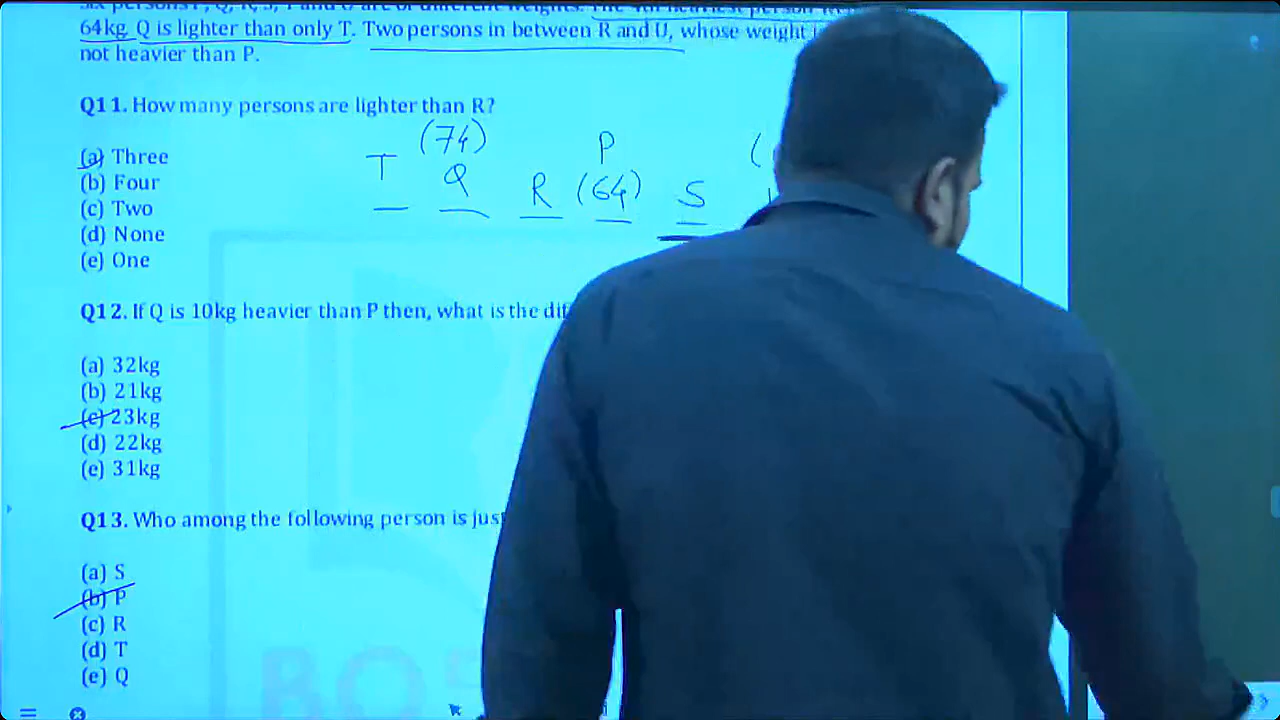 64kg. Q is lighter than only T. Two persons in between R and U, whose weight
not heavier than P.
Q11. How many persons are lighter than R?
(a) Three
(b) Four
(c) Two
(d) None
(e) One
(74) P (
T Q R (64) S
Q12. If Q is 10kg heavier than P then, what is the
(a) 32kg
(b) 21kg
(c) 23kg
(d) 22kg
(e) 31kg
Q13. Who among the following person is
(a) S
(b) P
(c) R
(d) T
(e) Q